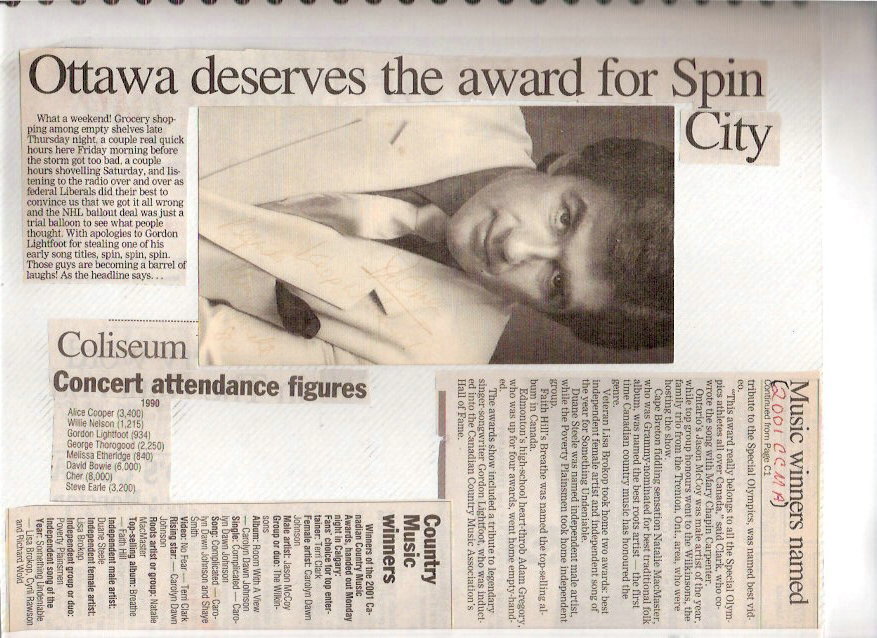 Ottawa deserves the award for Spin
City
What a weekend! Grocery shop-
ping among empty shelves late
Thursday night, a couple real quick
hours here Friday morning before
the storm got too bad, a couple
hours shovelling Saturday, and lis-
tening to the radio over and over as
federal Liberals did their best to
convince us that we got it all wrong
and the NHL bailout deal was just a
trial balloon to see what people
thought. With apologies to Gordon
Lightfoot for stealing one of his
early song titles, spin, spin, spin.
Those guys are becoming a barrel of
laughs! As the headline says. . .
Coliseum
Concert attendance figures
1990
Alice Cooper (3,400)
Willie Nelson (1,215)
Gordon Lightfoot (934)
George Thorogood (2,250)
Melissa Etheridge (840)
David Bowie (6,000)
Cher (8,000)
Steve Earle (3,200)
Music winners named
(2001 CCMA)
Continued from Page C1
tribute to the Special Olympics, was named best vid-
eo.
"This award really belongs to all the Special Olym-
pics athletes all over Canada," said Clark, who co-
wrote the song with Mary Chapin Carpenter.
Ontario's Jason McCoy was male artist of the year,
while top group honours went to the Wilkinsons, the
family trio from the Trenton, Ont., area, who were
hosting the show.
Cape Breton fiddling sensation Natalie MacMaster,
who was Grammy-nominated for best traditional folk
album, was named the best roots artist — the first
time Canadian country music has honoured the
genre.
Veteran Lisa Brokop took home two awards: best
independent female artist and independent song of
the year for Something Undeniable.
Duane Steele was named independent male artist,
while the Poverty Plainsmen took home independent
group.
Faith Hill's Breathe was named the top-selling al-
bum in Canada.
Edmonton's high-school heart-throb Adam Gregory,
who was up for four awards, went home empty-hand-
ed.
The awards show included a tribute to legendary
singer-songwriter Gordon Lightfoot, who was induct-
ed into the Canadian Country Music Association's
Hall of Fame.
Country
Music
winners
Winners of the 2001 Ca-
nadian Country Music
Awards, handed out Monday
night in Calgary:
Fans' choice for top enter-
tainer: Terri Clark
Female artist: Carolyn Dawn
Johnson
Male artist: Jason McCoy
Group or duo: The Wilkin-
sons
Album: Room With A View
— Carolyn Dawn Johnson
Single: Complicated — Caro-
lyn Dawn Johnson
Song: Complicated — Caro-
lyn Dawn Johnson and Shaye
Smith
Video: No Fear — Terri Clark
Rising star: — Carolyn Dawn
Johnson
Roots artist or group: Natalie
MacMaster
Top-selling album: Breathe
— Faith Hill
Independent male artist:
Duane Steele
Independent female artist:
Lisa Brokop
Independent group or duo:
Poverty Plainsmen
Independent song of the
Year: Something Undeniable
— Lisa Brokop, Cyril Rawson
and Richard Wold